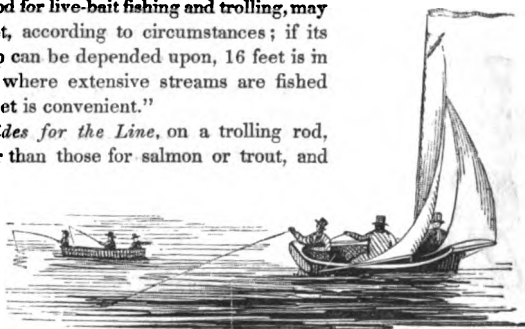 od for live-bait fishing and trolling, may
t, according to circumstances; if its
p can be depended upon, 16 feet is in
where extensive streams are fished
et is convenient."
ides for the Line, on a trolling rod,
r than those for salmon or trout, and